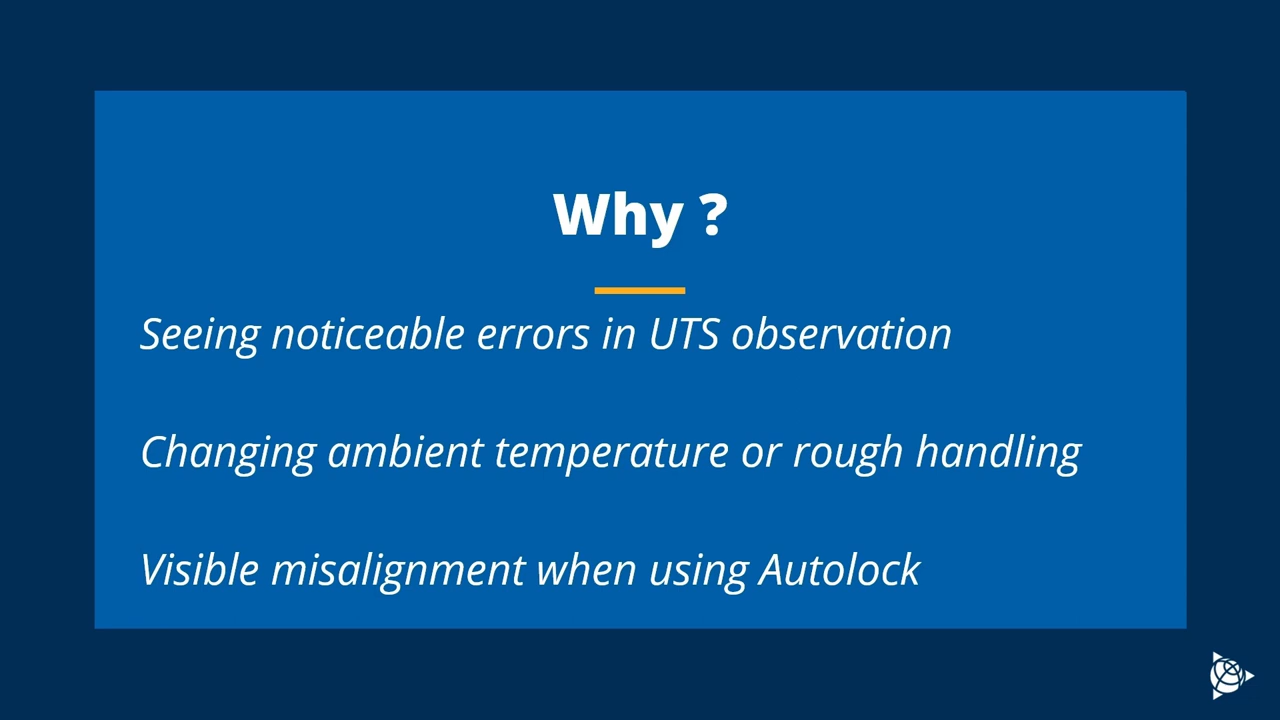 Why ?
Seeing noticeable errors in UTS observation
Changing ambient temperature or rough handling
Visible misalignment when using Autolock